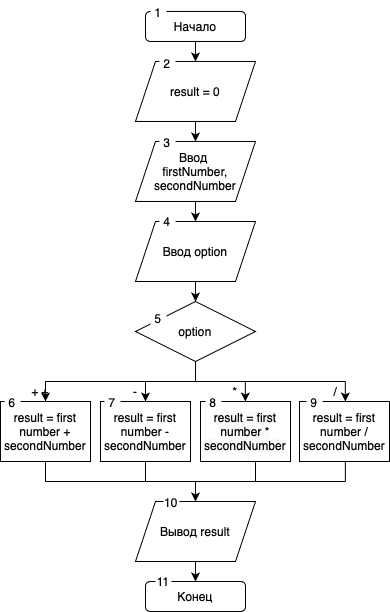 1
Начало
2
result = 0
3
Ввод
firstNumber,
secondNumber
4
Ввод option
5
option
+
-
*
/
6
result = first
number +
secondNumber
7
result = first
number -
secondNumber
8
result = first
number *
secondNumber
9
result = first
number /
secondNumber
10
Вывод result
11
Конец